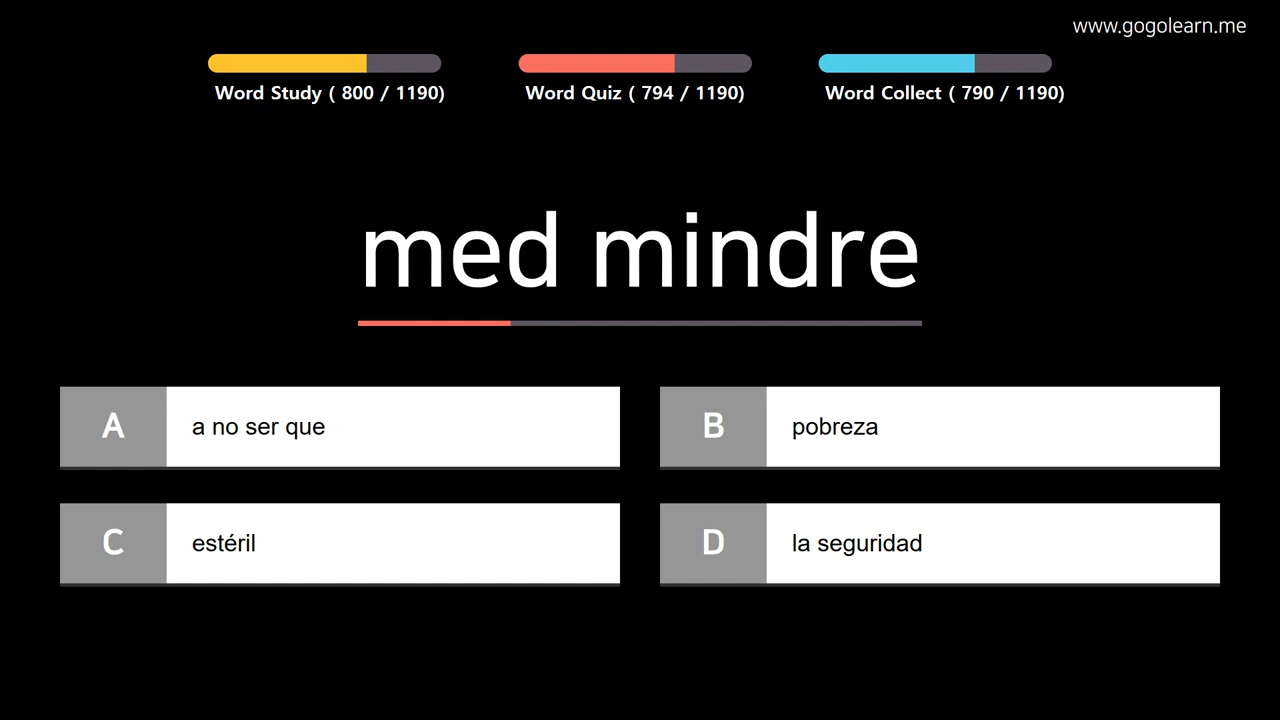 www.gogolearn.me
Word Study ( 800 / 1190)
Word Quiz ( 794 / 1190)
Word Collect ( 790 / 1190)
med mindre
A
a no ser que
B
pobreza
C
estéril
D
la seguridad